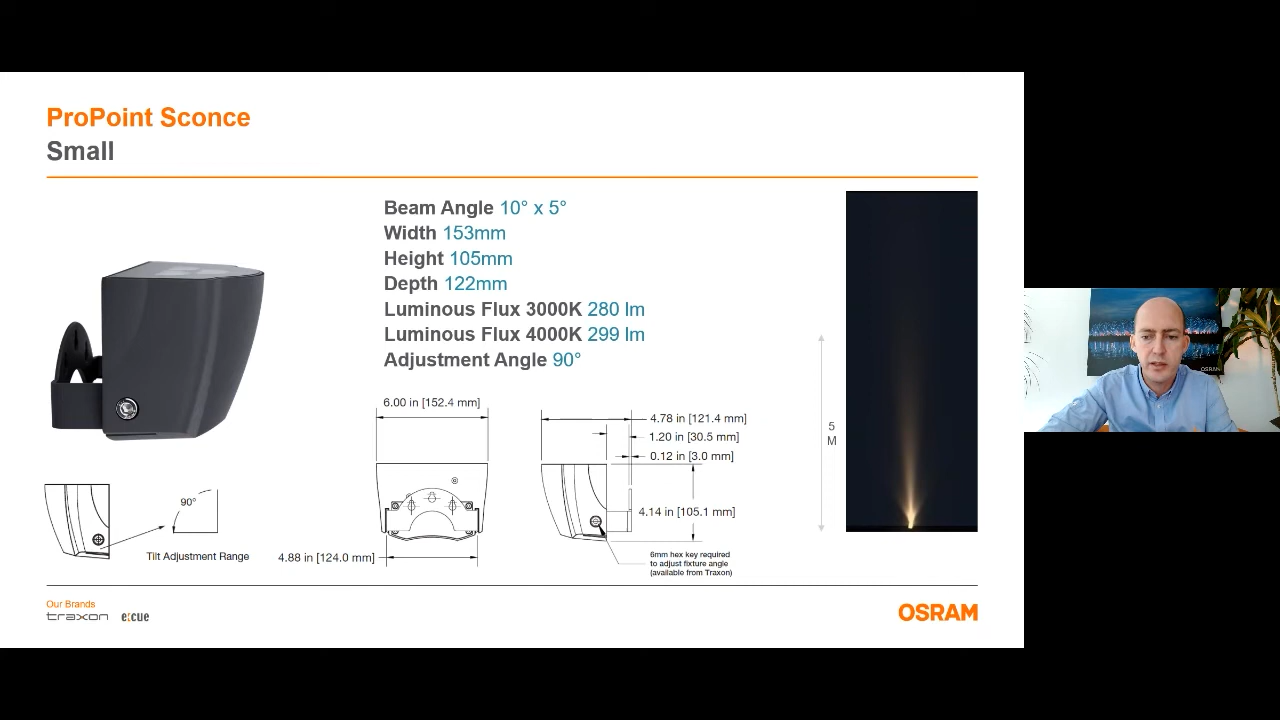 ProPoint Sconce
Small
Beam Angle 10° x 5°
Width 153mm
Height 105mm
Depth 122mm
Luminous Flux 3000K 280 lm
Luminous Flux 4000K 299 lm
Adjustment Angle 90°
6.00 in [152.4 mm]
4.78 in [121.4 mm]
1.20 in [30.5 mm]
0.12 in [3.0 mm]
5
M
90°
4.14 in [105.1 mm]
Tilt Adjustment Range
4.88 in [124.0 mm]
6mm hex key required
to adjust fixture angle
(available from Traxon)
Our Brands
traxon e:cue
OSRAM
OSRAM